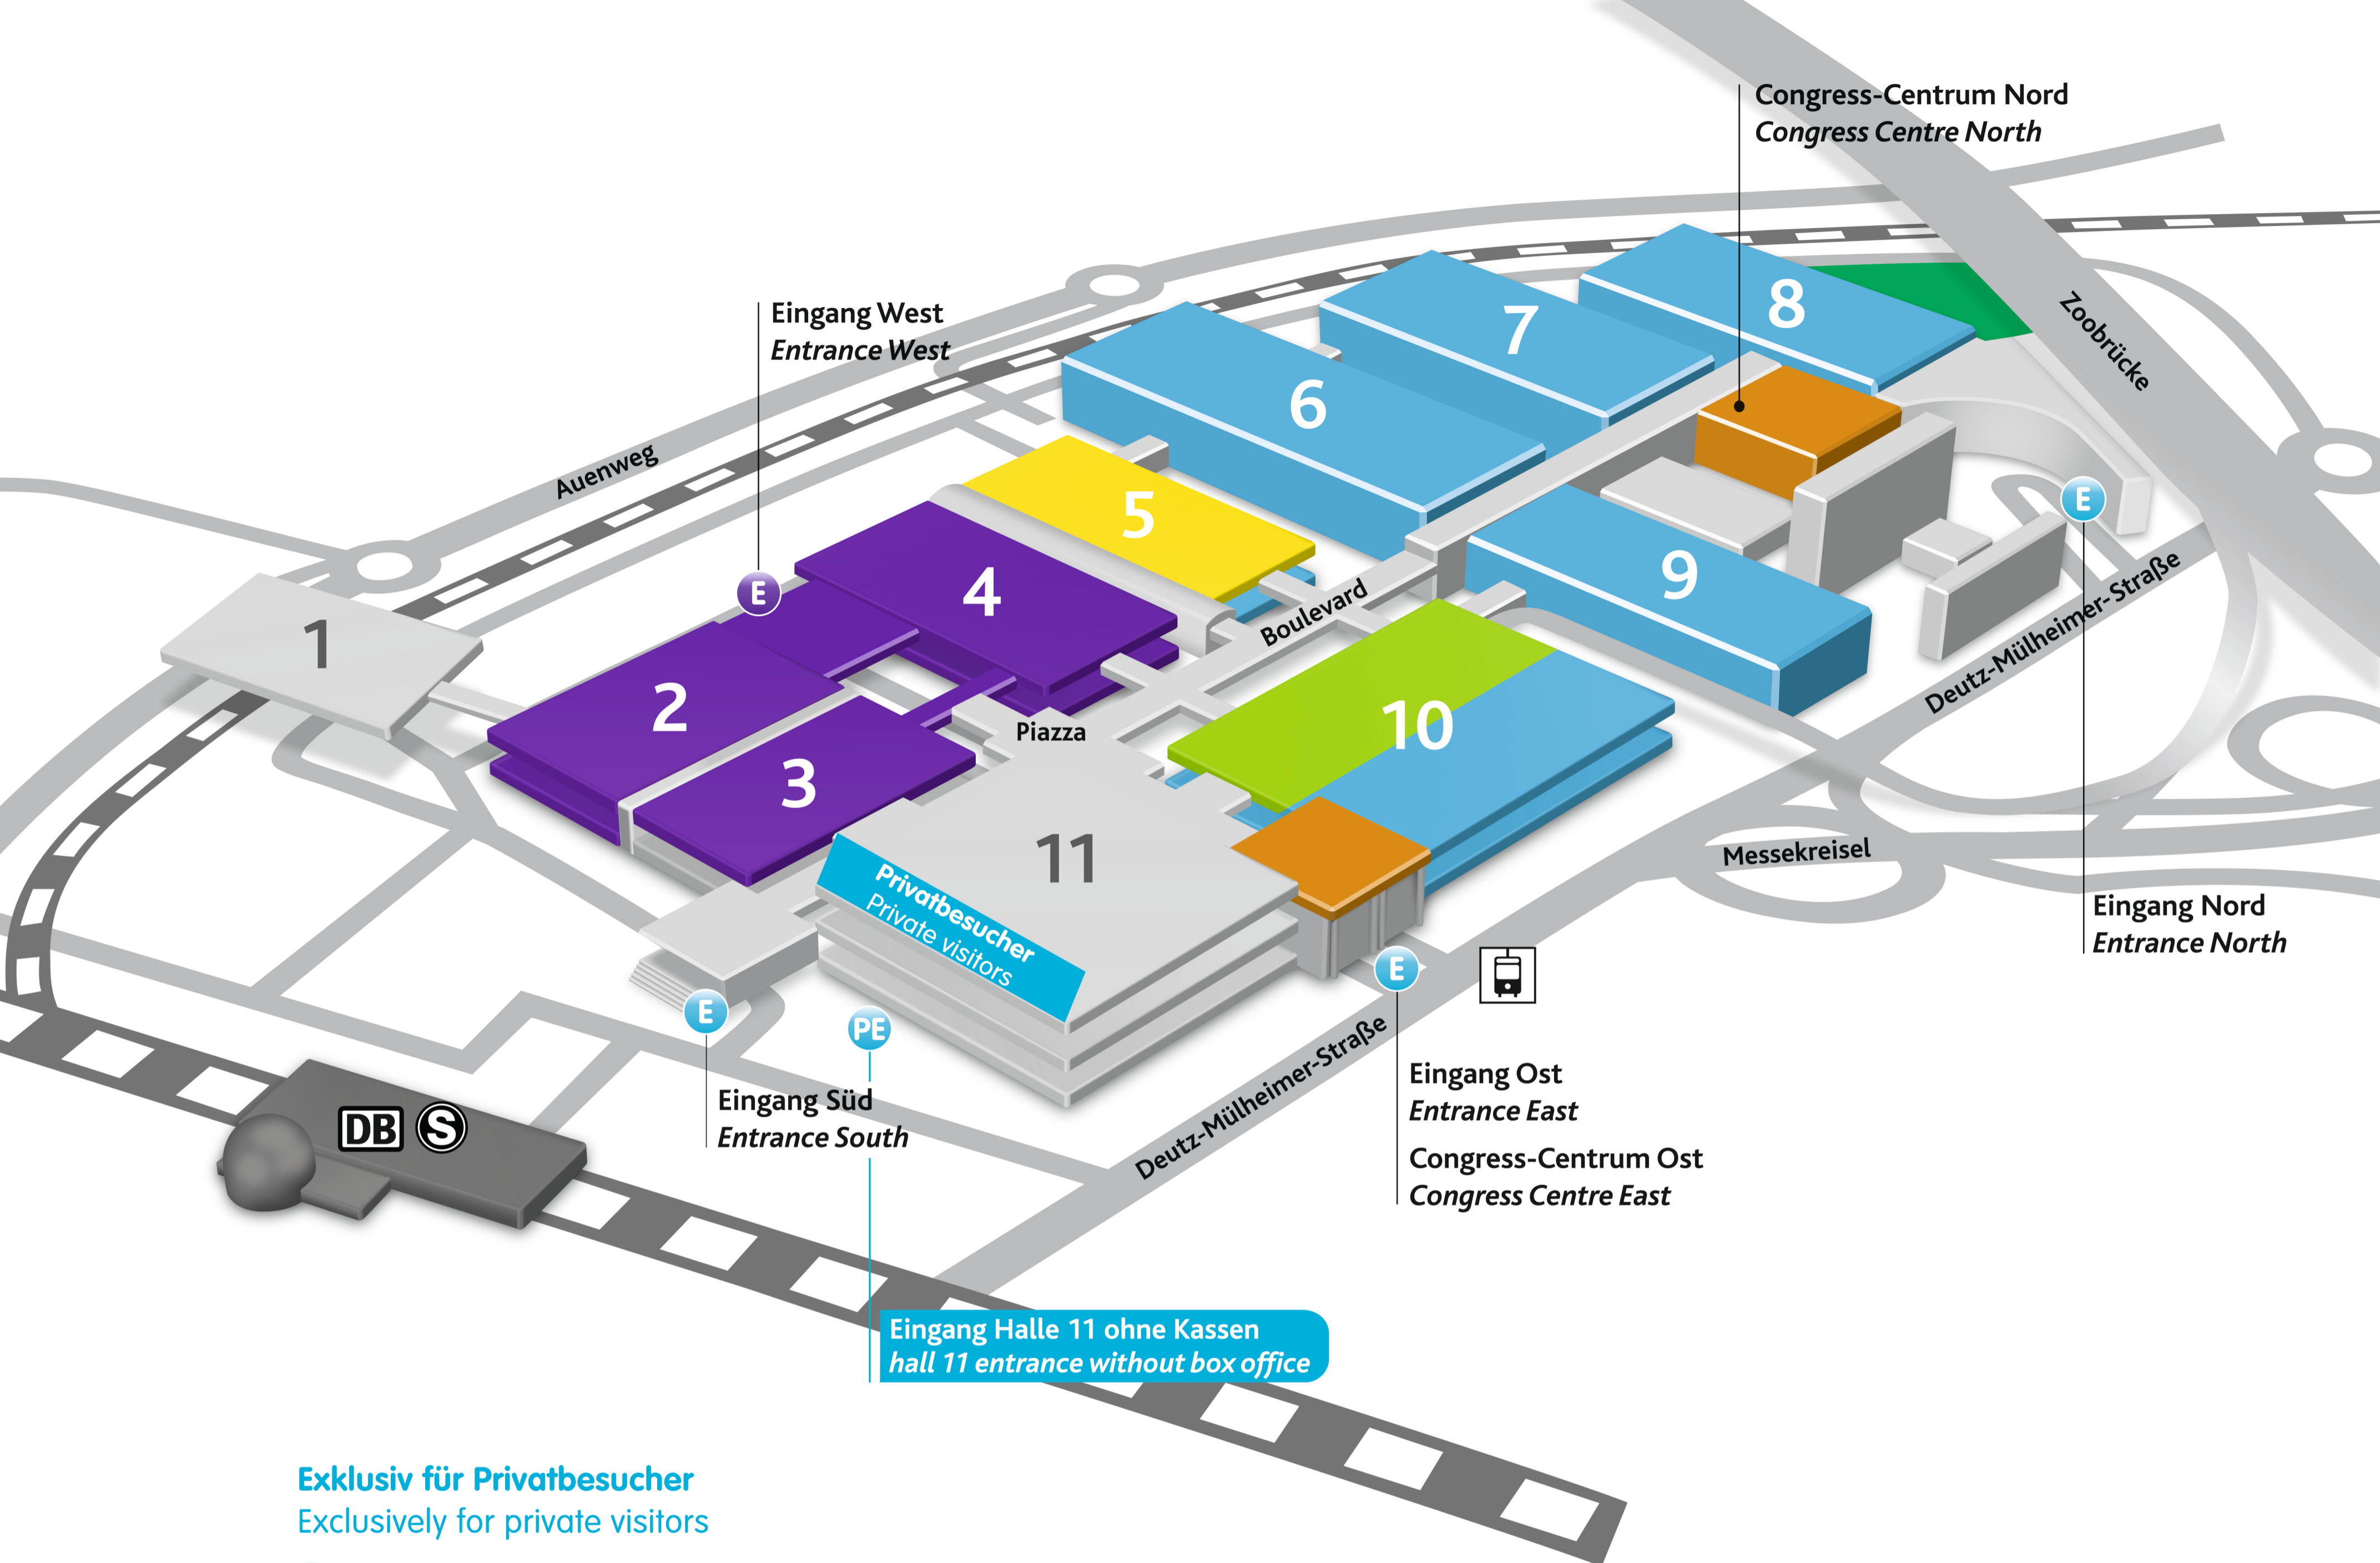 Congress-Centrum Nord
Congress Centre North
Eingang West
Entrance West
Auenweg
Zoobrücke
1
2
3
4
5
6
7
8
9
10
11
E
E
Boulevard
Piazza
Deutz-Mülheimer-Straße
Messekreisel
Eingang Nord
Entrance North
Privatbesucher
Private visitors
E
PE
E
Eingang Süd
Entrance South
DB S
Deutz-Mülheimer-Straße
Eingang Ost
Entrance East
Congress-Centrum Ost
Congress Centre East
Eingang Halle 11 ohne Kassen
hall 11 entrance without box office
Exklusiv für Privatbesucher
Exclusively for private visitors